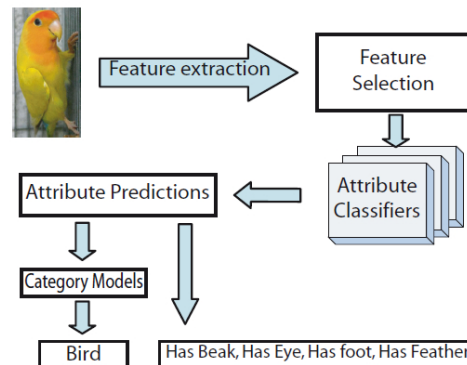 Feature extraction
Feature
Selection
Attribute Predictions
Attribute
Classifiers
Category Models
Bird
Has Beak, Has Eye, Has foot, Has Feather